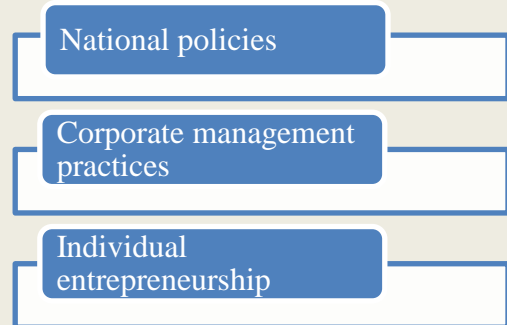 National policies
Corporate management
practices
Individual
entrepreneurship